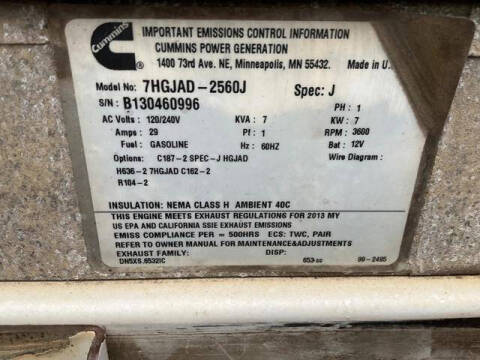 Cummins
IMPORTANT EMISSIONS CONTROL INFORMATION
CUMMINS POWER GENERATION
1400 73rd Ave. NE, Minneapolis, MN 55432. Made in U.
Model No: 7HGJAD-2560J Spec: J
S/N: B130460996 PH : 1
AC Volts : 120/240V KVA : 7 KW : 7
Amps : 29 Pf : 1 RPM : 3600
Fuel : GASOLINE Hz : 60HZ Bat : 12V
Options: C187-2 SPEC-J HGJAD Wire Diagram :
H636-2 7HGJAD C162-2
R104-2
INSULATION: NEMA CLASS H AMBIENT 40C
THIS ENGINE MEETS EXHAUST REGULATIONS FOR 2013 MY
US EPA AND CALIFORNIA SSIE EXHAUST EMISSIONS
EMISS COMPLIANCE PER = 500HRS ECS: TWC, PAIR
REFER TO OWNER MANUAL FOR MAINTENANCE&ADJUSTMENTS
EXHAUST FAMILY: DISP:
DN5XS.6532IC 653 cc 99-2495